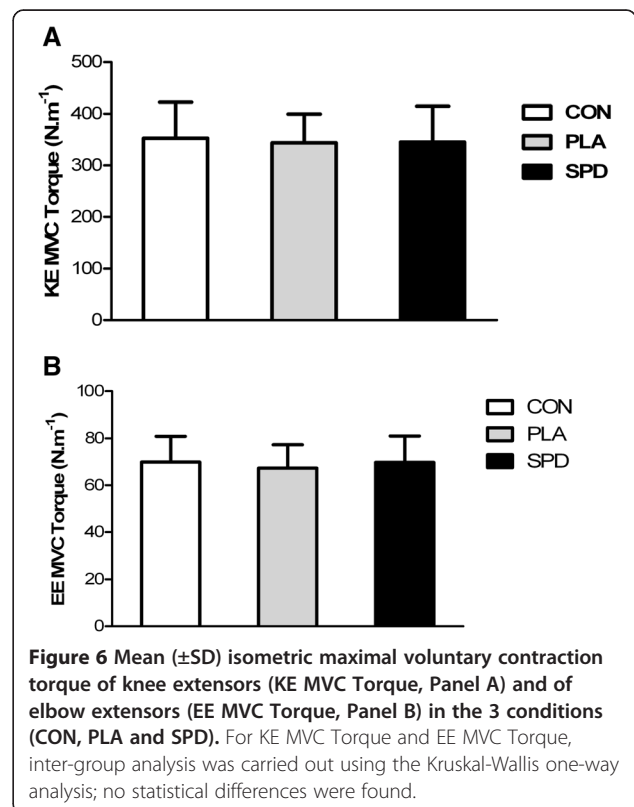 A
500
400
300
200
100
0
KE MVC Torque (N.m-1)
CON
PLA
SPD
B
100
80
60
40
20
0
EE MVC Torque (N.m-1)
CON
PLA
SPD
Figure 6 Mean (±SD) isometric maximal voluntary contraction
torque of knee extensors (KE MVC Torque, Panel A) and of
elbow extensors (EE MVC Torque, Panel B) in the 3 conditions
(CON, PLA and SPD). For KE MVC Torque and EE MVC Torque,
inter-group analysis was carried out using the Kruskal-Wallis one-way
analysis; no statistical differences were found.